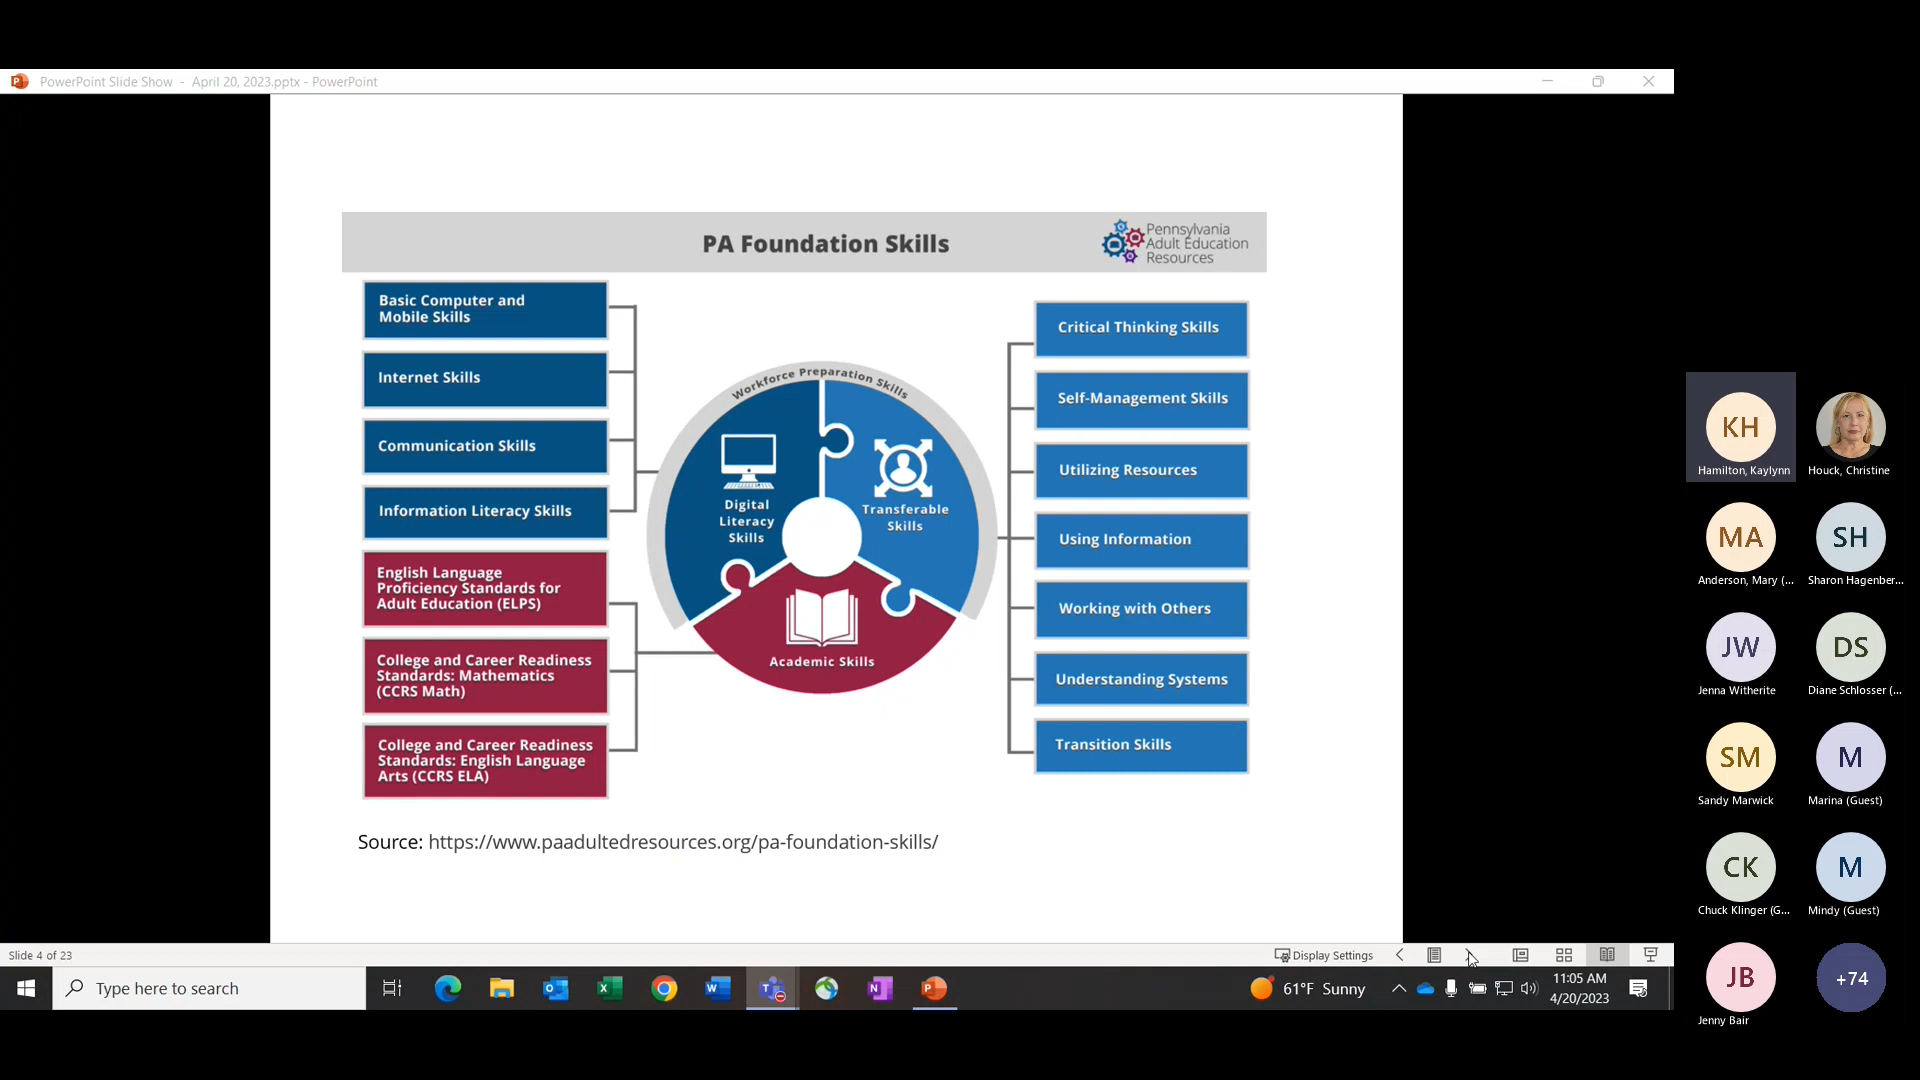 PowerPoint Slide Show - April 20, 2023.pptx - PowerPoint
PA Foundation Skills
Pennsylvania
Adult Education
Resources
Basic Computer and
Mobile Skills
Internet Skills
Communication Skills
Information Literacy Skills
English Language
Proficiency Standards for
Adult Education (ELPS)
College and Career Readiness
Standards: Mathematics
(CCRS Math)
College and Career Readiness
Standards: English Language
Arts (CCRS ELA)
Workforce Preparation Skills
Digital
Literacy
Skills
Transferable
Skills
Academic Skills
Critical Thinking Skills
Self-Management Skills
Utilizing Resources
Using Information
Working with Others
Understanding Systems
Transition Skills
Source: https://www.paadultedresources.org/pa-foundation-skills/
Slide 4 of 23
Display Settings
Type here to search
61°F Sunny
11:05 AM
4/20/2023
KH
Hamilton, Kaylynn
Houck, Christine
MA
Anderson, Mary (...
SH
Sharon Hagenber...
JW
Jenna Witherite
DS
Diane Schlosser (...
SM
Sandy Marwick
M
Marina (Guest)
CK
Chuck Klinger (G...
M
Mindy (Guest)
JB
Jenny Bair
+74